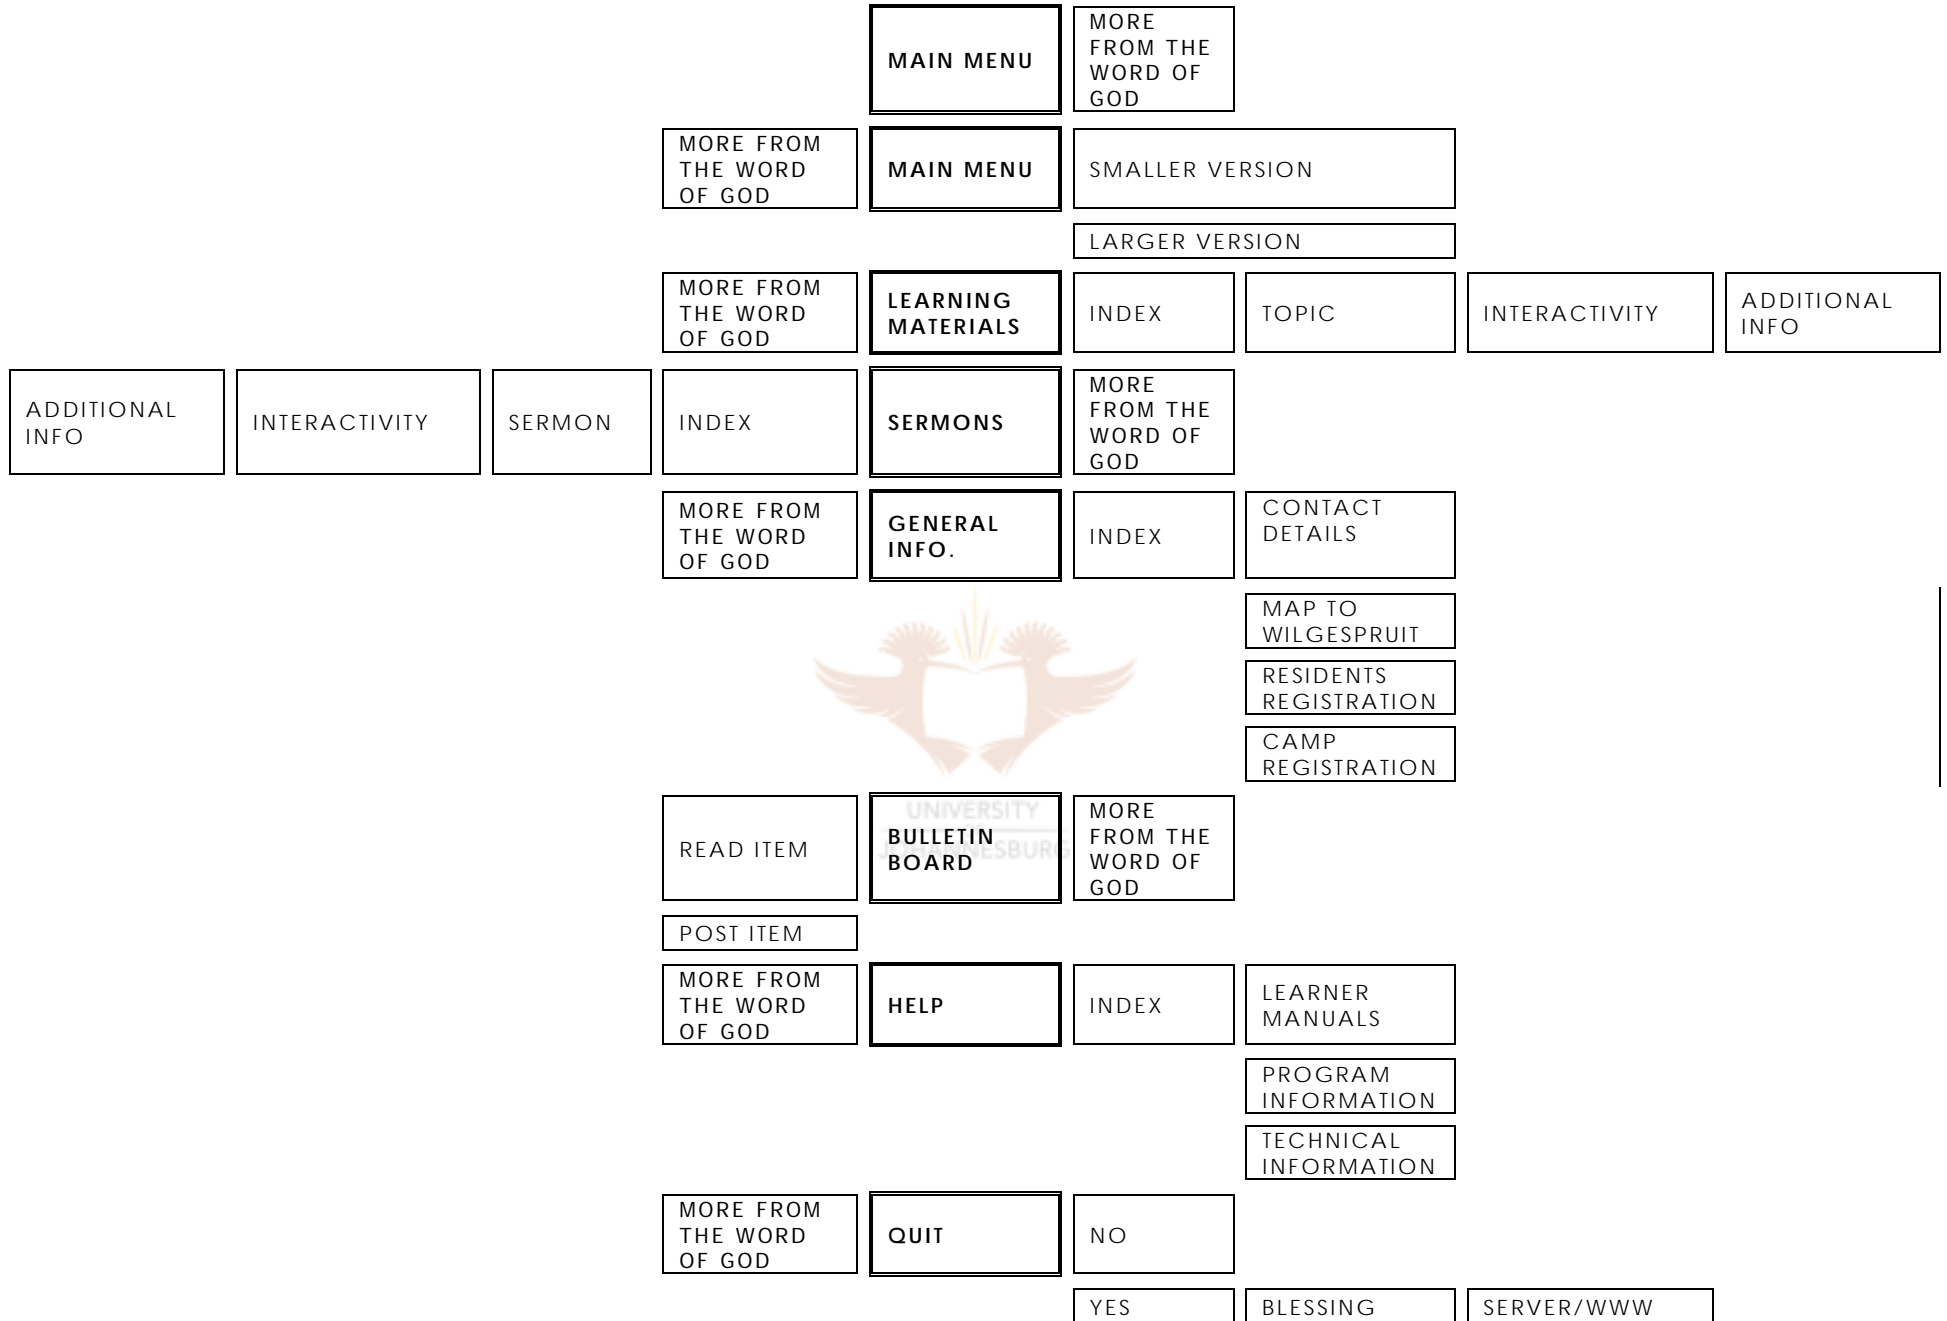 MAIN MENU
MORE
FROM THE
WORD OF
GOD
MORE FROM
THE WORD
OF GOD
MAIN MENU
SMALLER VERSION
LARGER VERSION
MORE FROM
THE WORD
OF GOD
LEARNING
MATERIALS
INDEX
TOPIC
INTERACTIVITY
ADDITIONAL
INFO
ADDITIONAL
INFO
INTERACTIVITY
SERMON
INDEX
SERMONS
MORE
FROM THE
WORD OF
GOD
MORE FROM
THE WORD
OF GOD
GENERAL
INFO.
INDEX
CONTACT
DETAILS
MAP TO
WILGESPRUIT
RESIDENTS
REGISTRATION
CAMP
REGISTRATION
READ ITEM
UNIVERSITY
OF
JOHANNESBURG
BULLETIN
BOARD
MORE
FROM THE
WORD OF
GOD
POST ITEM
MORE FROM
THE WORD
OF GOD
HELP
INDEX
LEARNER
MANUALS
PROGRAM
INFORMATION
TECHNICAL
INFORMATION
MORE FROM
THE WORD
OF GOD
QUIT
NO
YES
BLESSING
SERVER/WWW